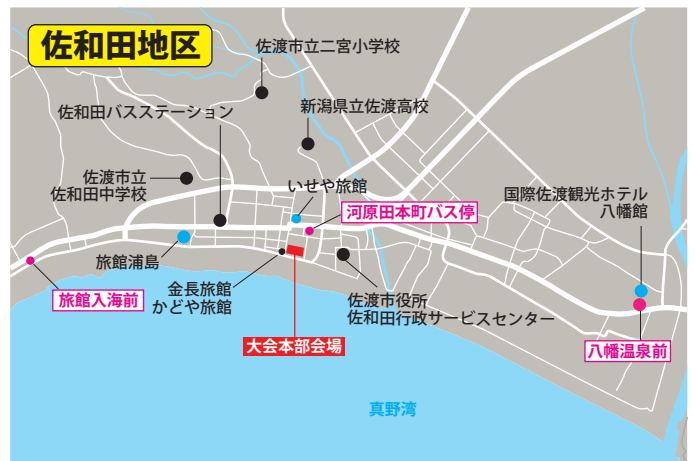 佐和田地区
佐渡市立二宮小学校
佐和田バスステーション
新潟県立佐渡高校
佐渡市立
佐和田中学校
いせや旅館
河原田本町バス停
国際佐渡観光ホテル
八幡館
旅館浦島
金長旅館
かどや旅館
佐渡市役所
佐和田行政サービスセンター
旅館入海前
大会本部会場
八幡温泉前
真野湾